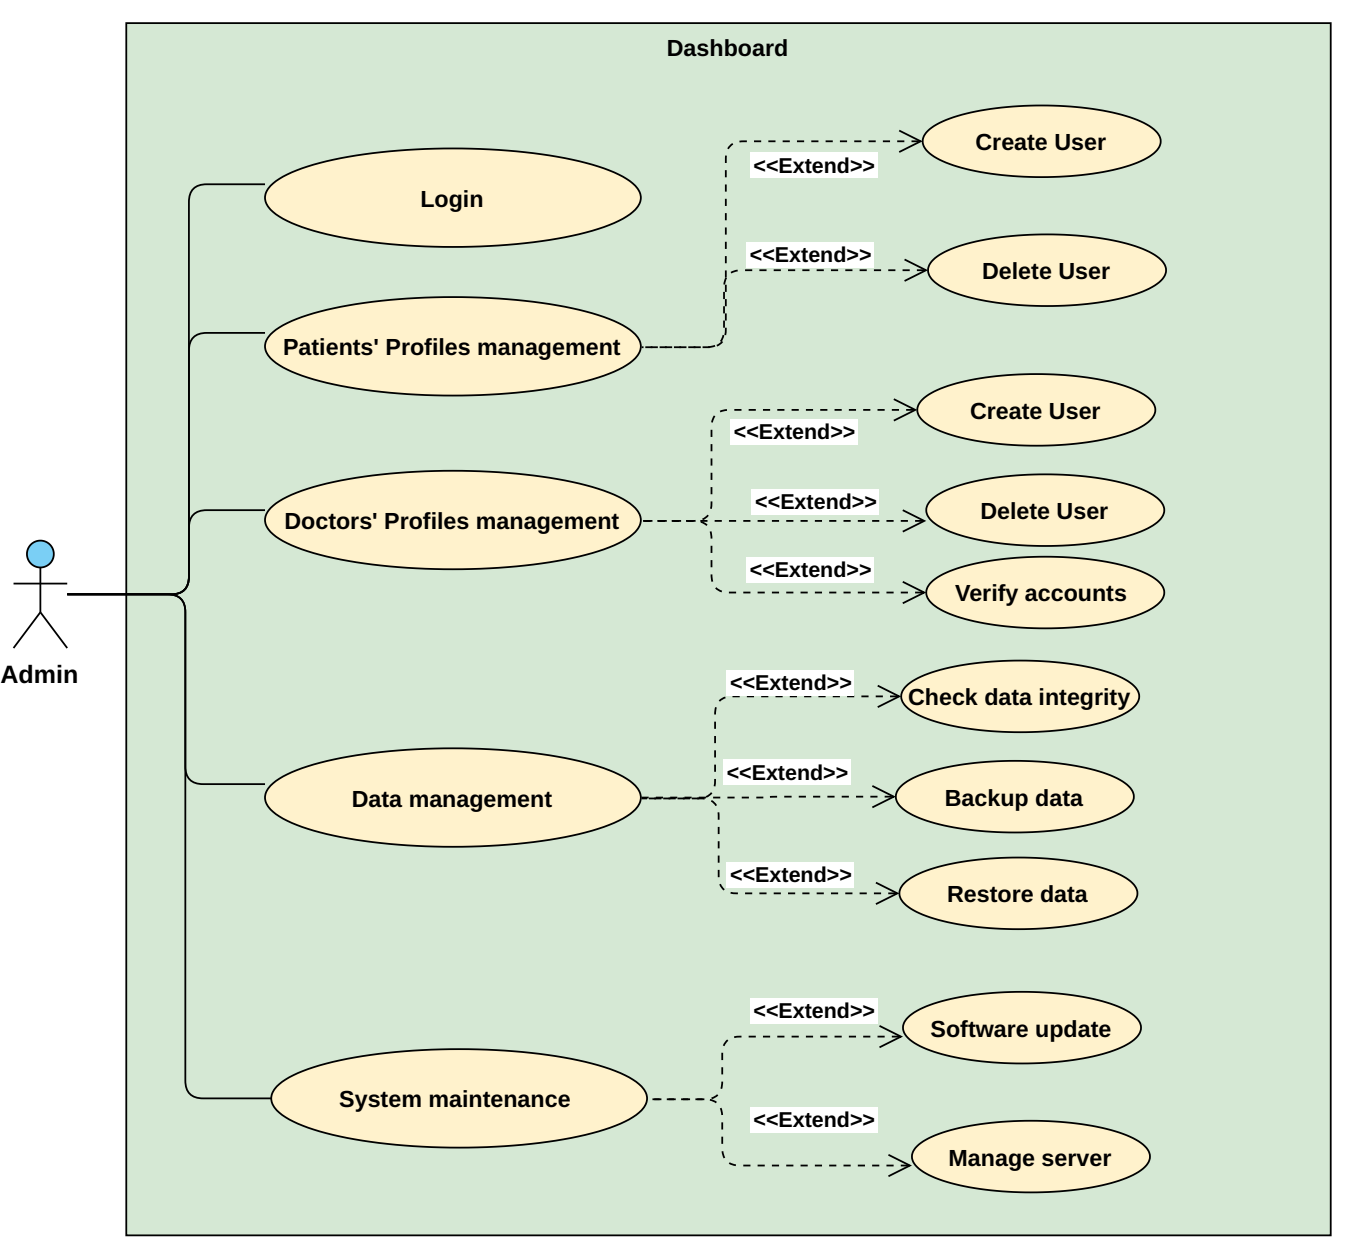 Dashboard
Login
Patients' Profiles management
<<Extend>>
Create User
<<Extend>>
Delete User
Doctors' Profiles management
<<Extend>>
Create User
<<Extend>>
Delete User
<<Extend>>
Verify accounts
Admin
Data management
<<Extend>>
Check data integrity
<<Extend>>
Backup data
<<Extend>>
Restore data
System maintenance
<<Extend>>
Software update
<<Extend>>
Manage server